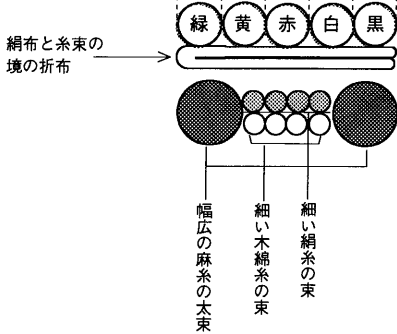 緑黄赤白黒
絹布と糸束の
境の折布
細い絹糸の束
細い木綿糸の束
幅広の麻糸の太束